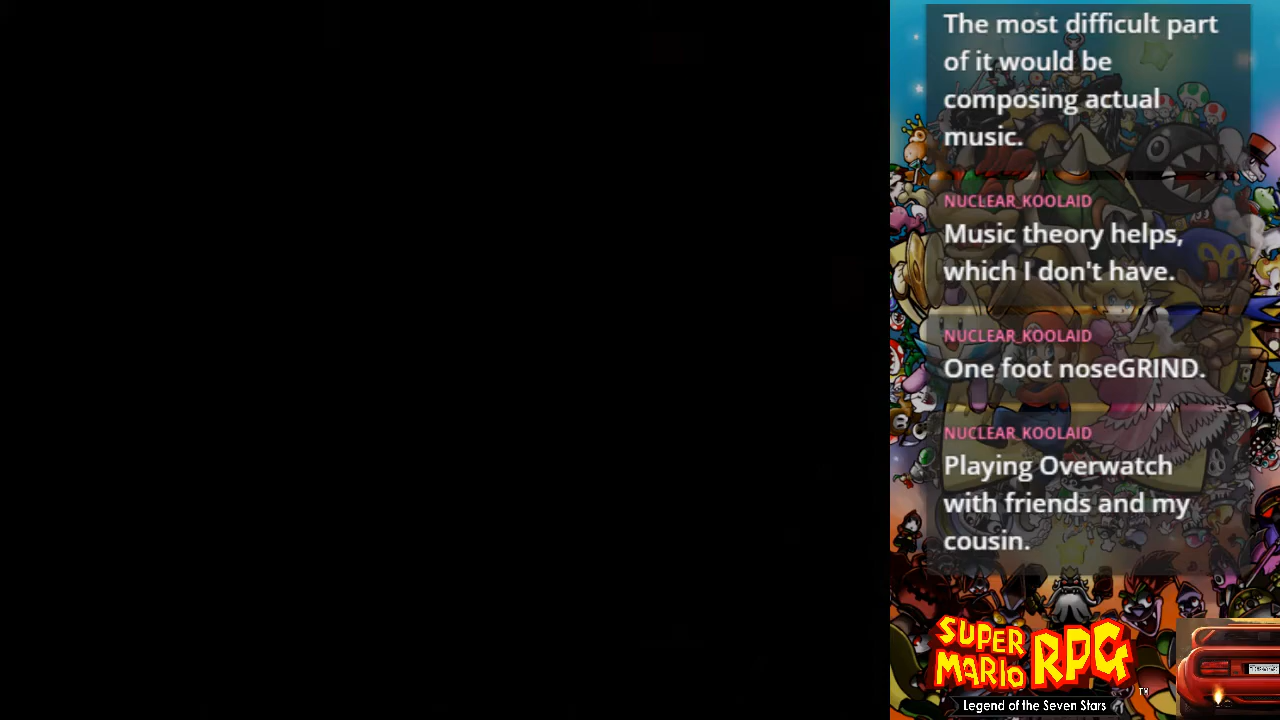 The most difficult part
of it would be
composing actual
music.
NUCLEAR_KOOLAID
Music theory helps,
which I don't have.
NUCLEAR_KOOLAID
One foot noseGRIND.
NUCLEAR_KOOLAID
Playing Overwatch
with friends and my
cousin.
SUPER
MARIO RPG
TM
Legend of the Seven Stars